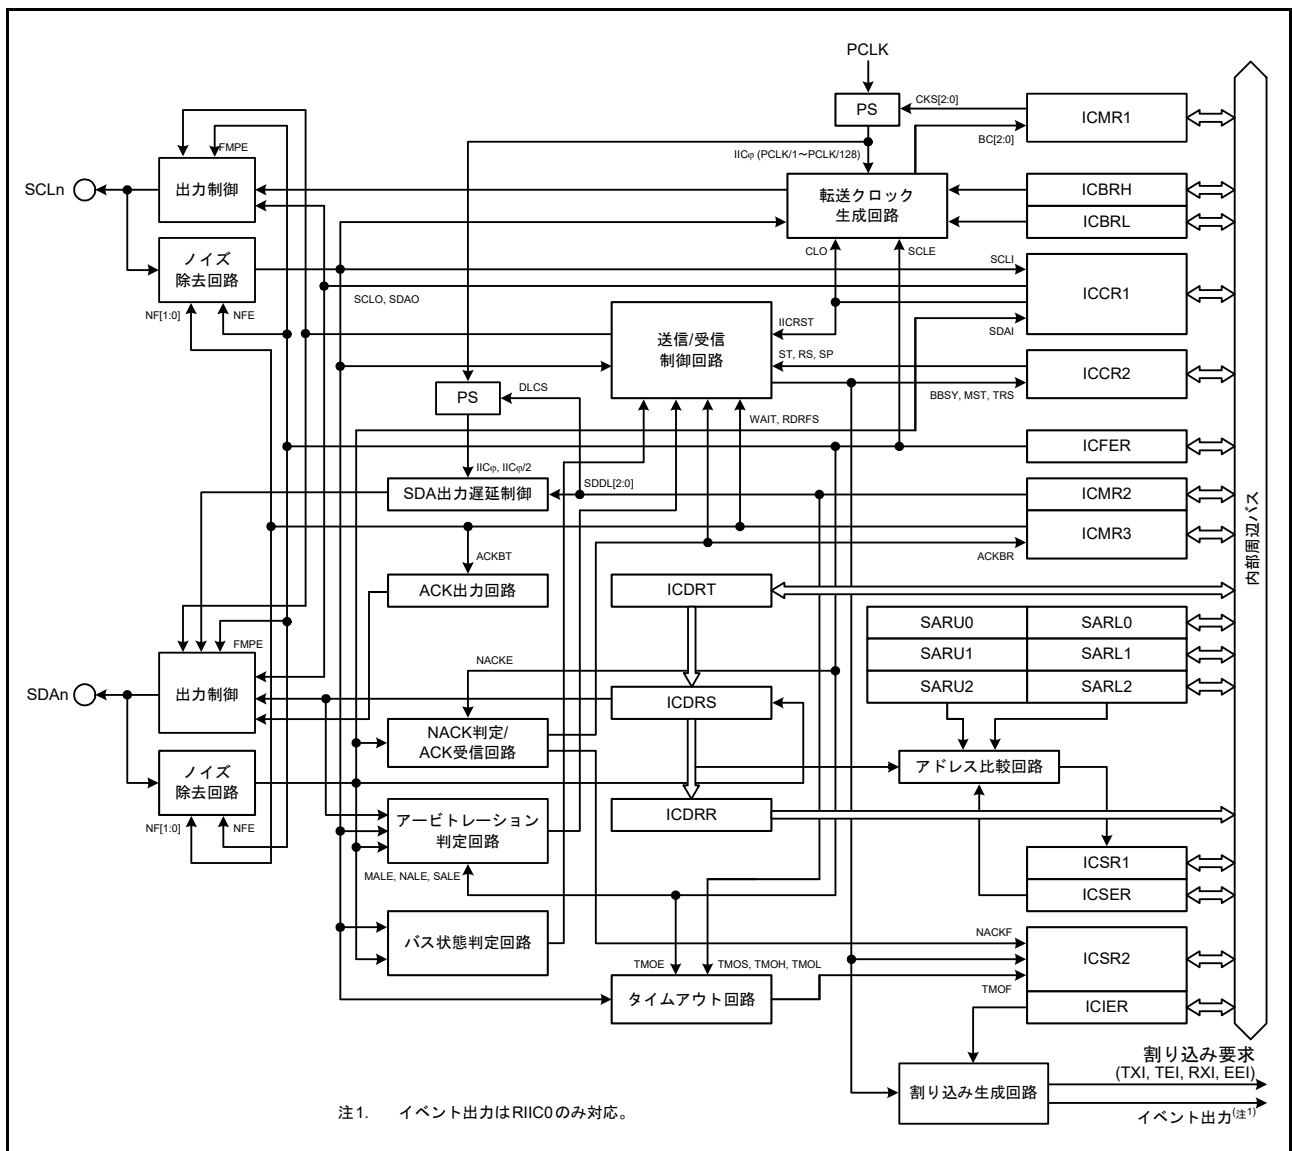 PCLK
PS
CKS[2:0]
ICMR1
BC[2:0]
IICφ (PCLK/1～PCLK/128)
FMPE
SCLn
出力制御
転送クロック
生成回路
ICBRH
ICBRL
ノイズ
除去回路
CLO
SCLE
SCLI
ICCR1
SCLO, SDAO
NF[1:0]
NFE
IICRST
SDAI
送信/受信
制御回路
ST, RS, SP
ICCR2
BBSY, MST, TRS
PS
DLCS
WAIT, RDRFS
ICFER
IICφ, IICφ/2
SDDL[2:0]
SDA出力遅延制御
ICMR2
ICMR3
ACKBT
ACKBR
内部周辺バス
ACK出力回路
ICDRT
SARU0
SARL0
SARU1
SARL1
SARU2
SARL2
FMPE
NACKE
SDAn
出力制御
ICDRS
NACK判定/
ACK受信回路
ノイズ
除去回路
アドレス比較回路
NF[1:0]
NFE
アービトレーション
判定回路
ICDRR
MALE, NALE, SALE
ICSR1
ICSER
バス状態判定回路
NACKF
ICSR2
TMOE
TMOS, TMOH, TMOL
TMOF
タイムアウト回路
ICIER
割り込み要求
(TXI, TEI, RXI, EEI)
割り込み生成回路
イベント出力(注1)
注1. イベント出力はRIIC0のみ対応。